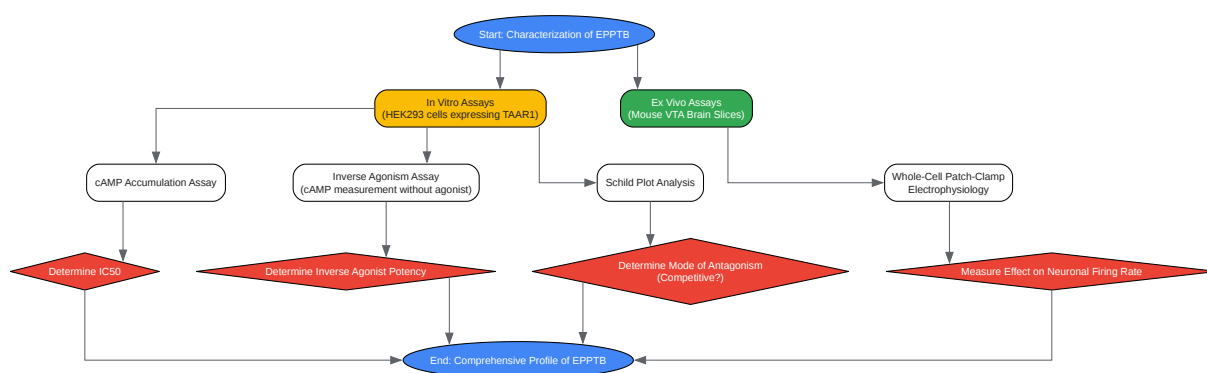 Start: Characterization of EPPTB
In Vitro Assays
(HEK293 cells expressing TAAR1)
Ex Vivo Assays
(Mouse VTA Brain Slices)
cAMP Accumulation Assay
Inverse Agonism Assay
(cAMP measurement without agonist)
Schild Plot Analysis
Whole-Cell Patch-Clamp
Electrophysiology
Determine IC50
Determine Inverse Agonist Potency
Determine Mode of Antagonism
(Competitive?)
Measure Effect on Neuronal Firing Rate
End: Comprehensive Profile of EPPTB